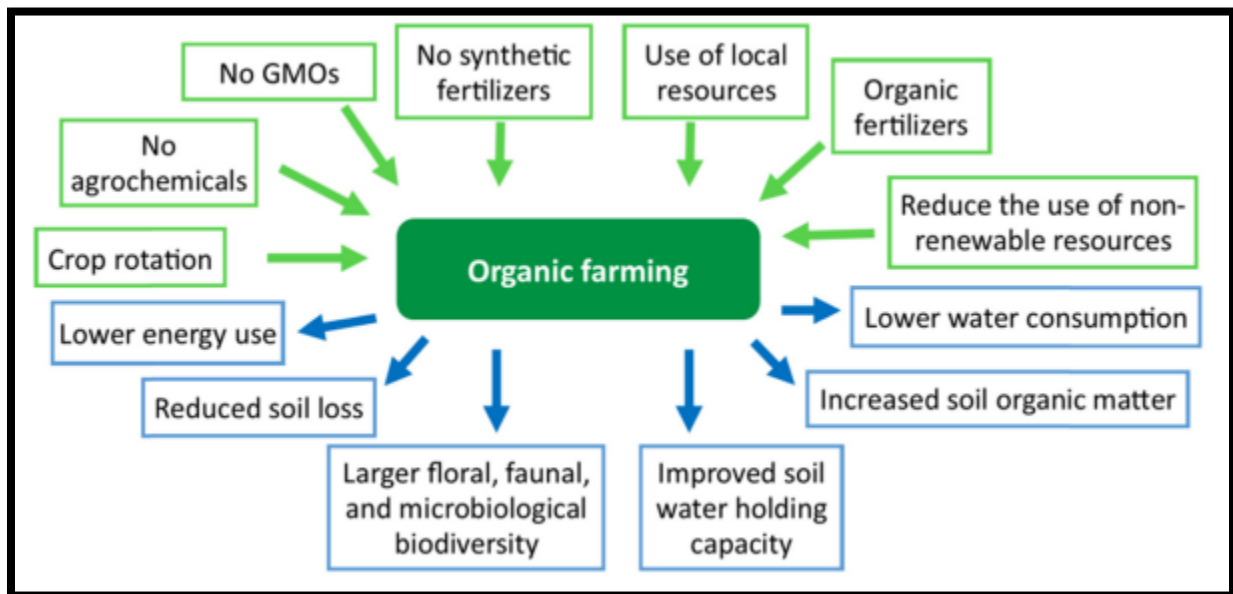 No GMOs
No synthetic
fertilizers
Use of local
resources
Organic
fertilizers
No
agrochemicals
Reduce the use of non-
renewable resources
Crop rotation
Organic farming
Lower energy use
Lower water consumption
Reduced soil loss
Increased soil organic matter
Larger floral, faunal,
and microbiological
biodiversity
Improved soil
water holding
capacity